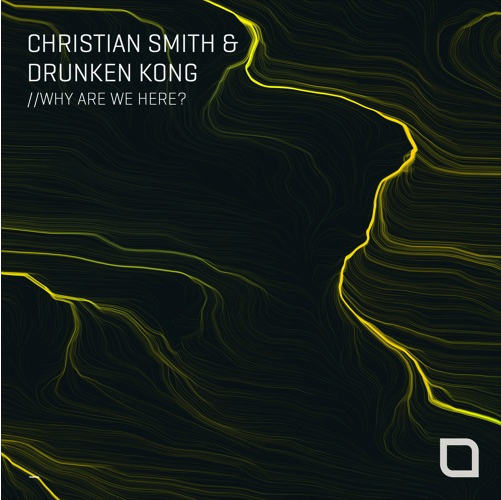 CHRISTIAN SMITH &
DRUNKEN KONG
//WHY ARE WE HERE?